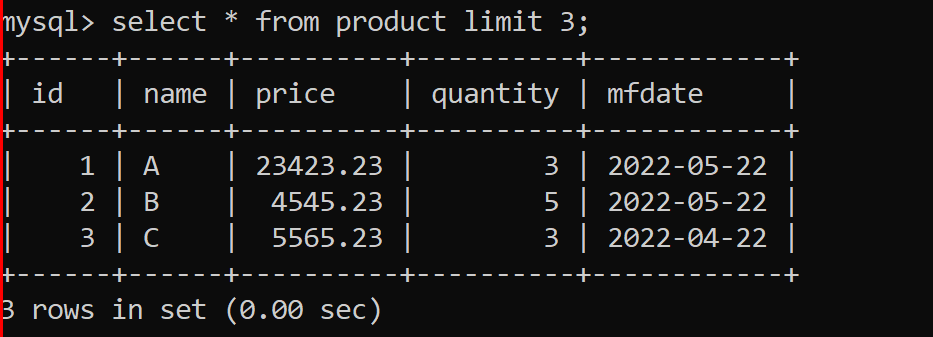 mysql> select * from product limit 3;
+------+------+-----------+----------+------------+
| id   | name | price     | quantity | mfdate     |
+------+------+-----------+----------+------------+
|    1 | A    | 23423.23 |        3 | 2022-05-22 |
|    2 | B    |  4545.23 |        5 | 2022-05-22 |
|    3 | C    |  5565.23 |        3 | 2022-04-22 |
+------+------+-----------+----------+------------+
3 rows in set (0.00 sec)